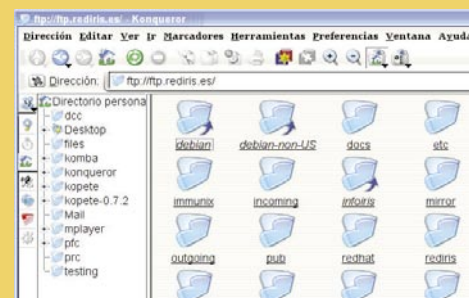 ftp://ftp.rediris.es/ - Konqueror
Dirección Editar Ver Ir Marcadores Herramientas Preferencias Ventana Ayuda
Dirección: ftp://ftp.rediris.es/
Directorio persona
dcc
Desktop
files
komba
konqueror
kopete
kopete-0.7.2
Mail
mplayer
pfc
prc
testing
debian debian-non-US docs etc
immunix incoming infoiris mirror
outgoing pub redhat rediris